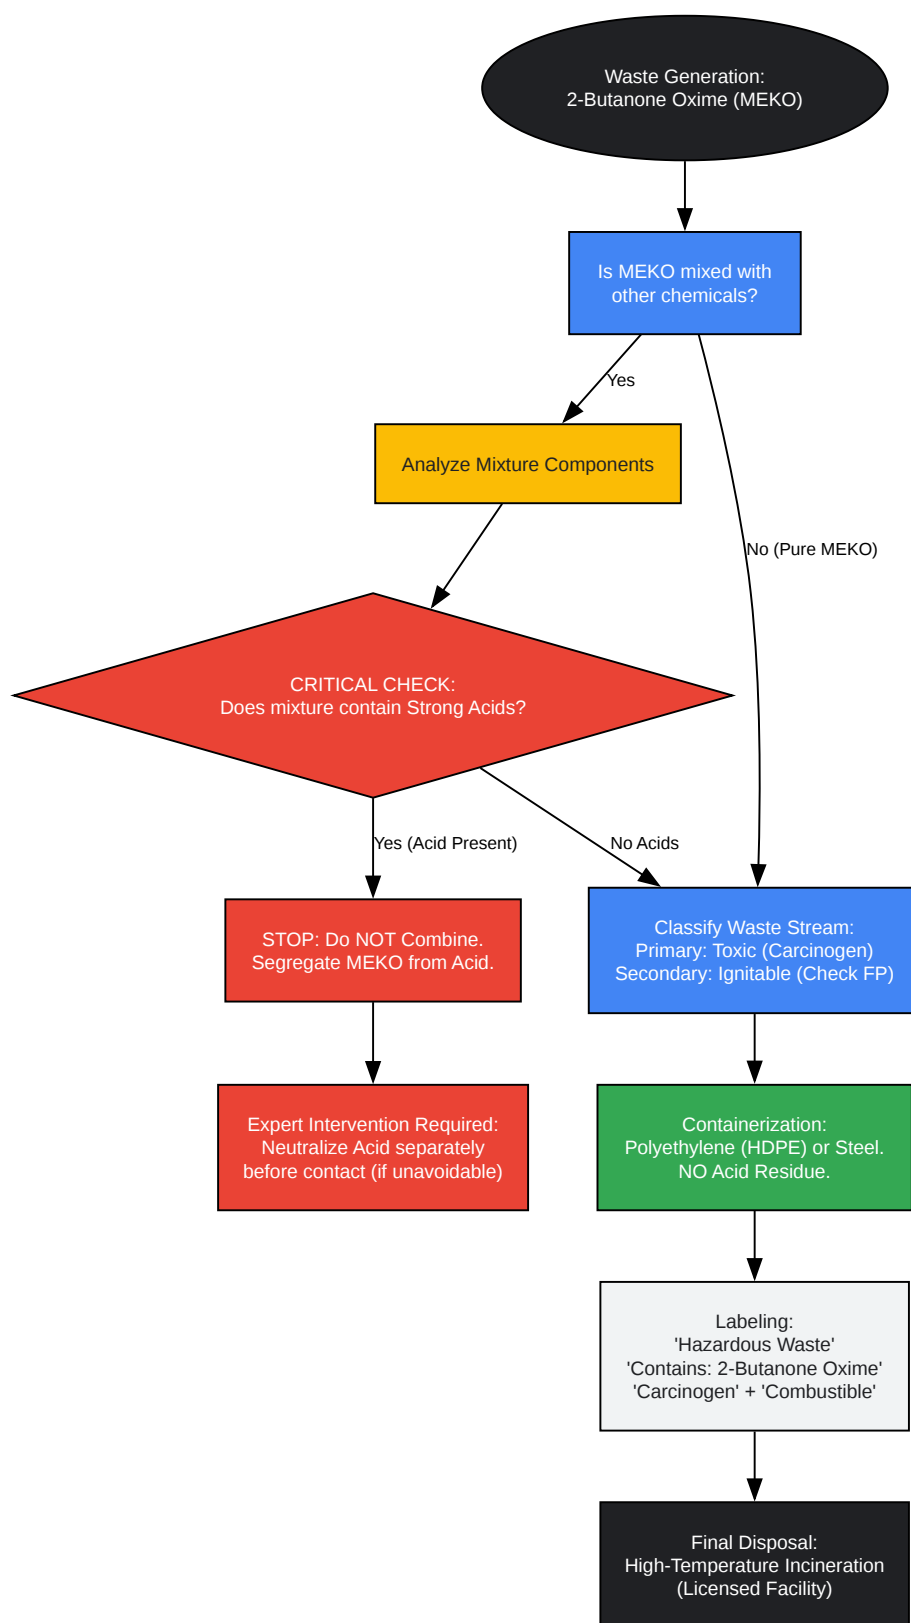 Waste Generation:
2-Butanone Oxime (MEKO)
Is MEKO mixed with
other chemicals?
Yes
Analyze Mixture Components
No (Pure MEKO)
CRITICAL CHECK:
Does mixture contain Strong Acids?
Yes (Acid Present)
No Acids
STOP: Do NOT Combine.
Segregate MEKO from Acid.
Classify Waste Stream:
Primary: Toxic (Carcinogen)
Secondary: Ignitable (Check FP)
Expert Intervention Required:
Neutralize Acid separately
before contact (if unavoidable)
Containerization:
Polyethylene (HDPE) or Steel.
NO Acid Residue.
Labeling:
'Hazardous Waste'
'Contains: 2-Butanone Oxime'
'Carcinogen' + 'Combustible'
Final Disposal:
High-Temperature Incineration
(Licensed Facility)